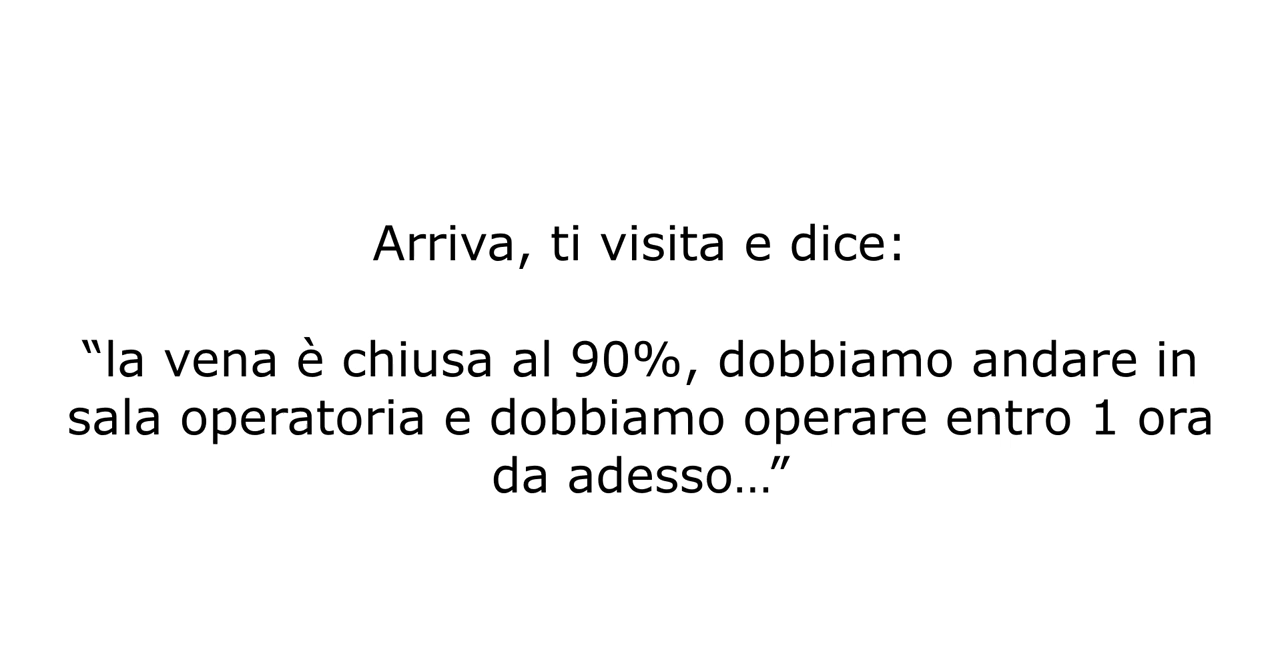 Arriva, ti visita e dice:
“la vena è chiusa al 90%, dobbiamo andare in
sala operatoria e dobbiamo operare entro 1 ora
da adesso…”